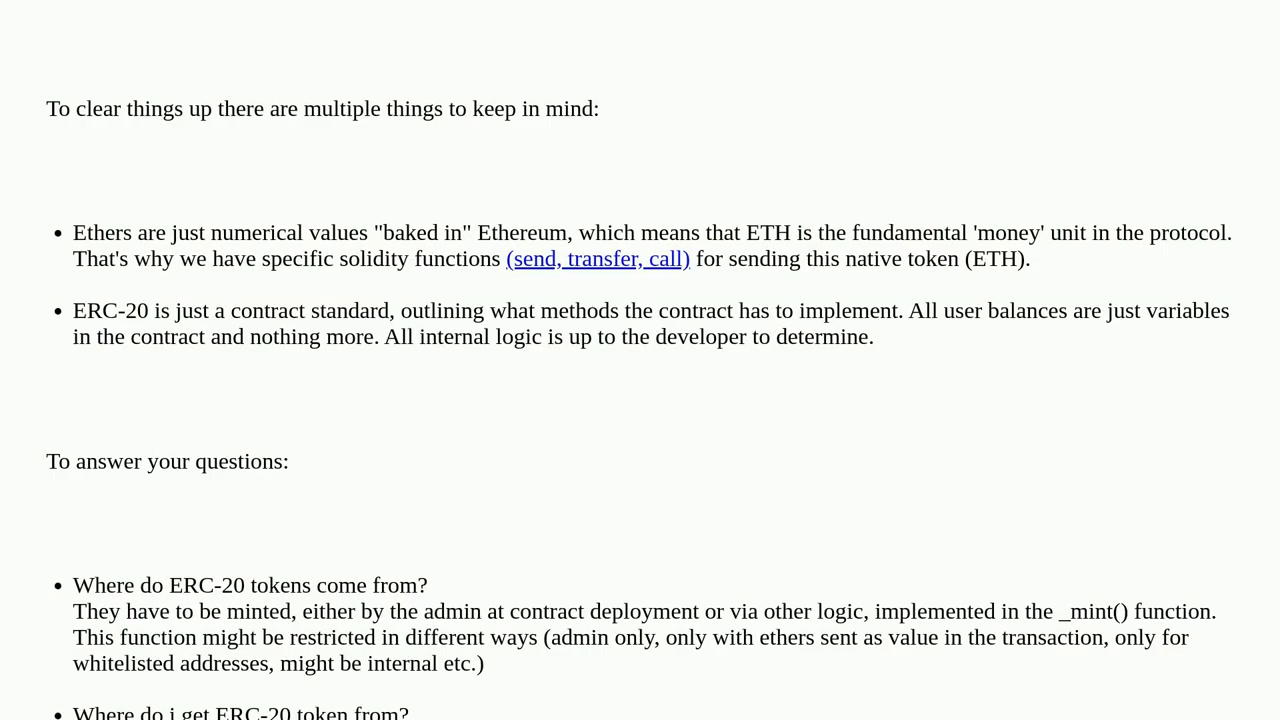 To clear things up there are multiple things to keep in mind:
• Ethers are just numerical values "baked in" Ethereum, which means that ETH is the fundamental 'money' unit in the protocol.
That's why we have specific solidity functions (send, transfer, call) for sending this native token (ETH).
• ERC-20 is just a contract standard, outlining what methods the contract has to implement. All user balances are just variables
in the contract and nothing more. All internal logic is up to the developer to determine.
To answer your questions:
• Where do ERC-20 tokens come from?
They have to be minted, either by the admin at contract deployment or via other logic, implemented in the _mint() function.
This function might be restricted in different ways (admin only, only with ethers sent as value in the transaction, only for
whitelisted addresses, might be internal etc.)
• Where do i get ERC-20 token from?